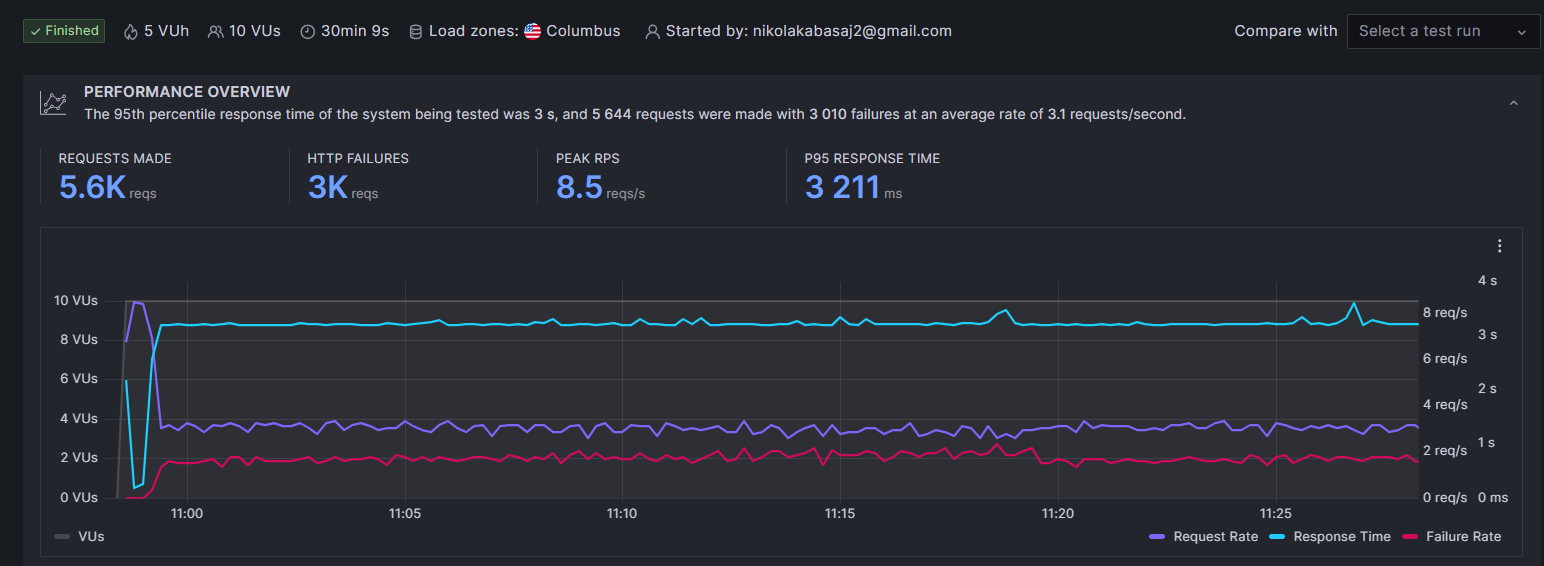 Finished 5 VUh 10 VUs 30min 9s Load zones: Columbus Started by: nikolakabasaj2@gmail.com Compare with Select a test run
PERFORMANCE OVERVIEW
The 95th percentile response time of the system being tested was 3 s, and 5 644 requests were made with 3 010 failures at an average rate of 3.1 requests/second.
REQUESTS MADE HTTP FAILURES PEAK RPS P95 RESPONSE TIME
5.6K reqs 3K reqs 8.5 reqs/s 3 211 ms
4 s
10 VUs 8 req/s
8 VUs 3 s
6 VUs 6 req/s
2 s
4 VUs 4 req/s
1 s
2 VUs 2 req/s
0 VUs 0 req/s 0 ms
11:00 11:05 11:10 11:15 11:20 11:25
VUs Request Rate Response Time Failure Rate